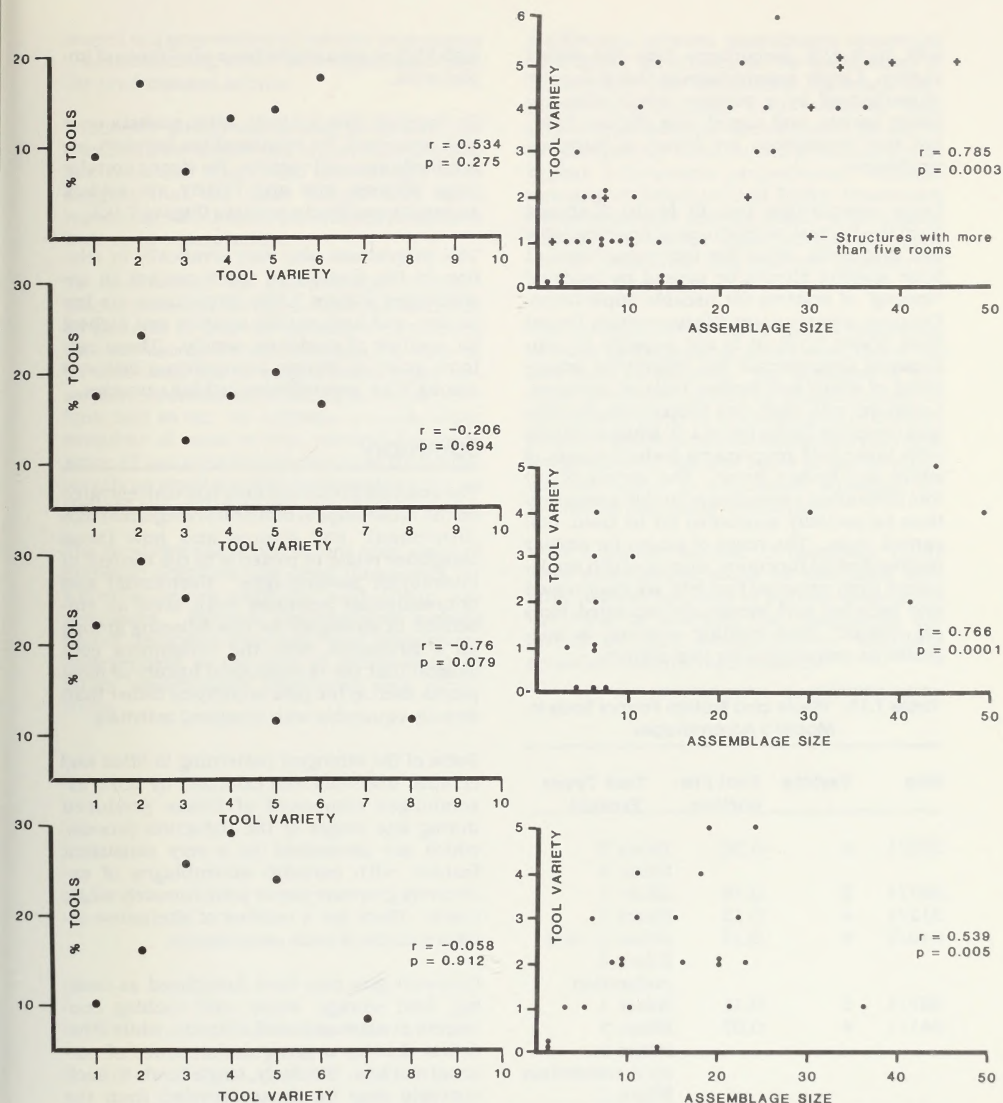 20
10
% TOOLS
r = 0.534
p = 0.275
1 2 3 4 5 6 7 8 9 10
TOOL VARIETY
30
20
10
% TOOLS
r = -0.206
p = 0.694
1 2 3 4 5 6 7 8 9 10
TOOL VARIETY
30
20
10
% TOOLS
r = -0.76
p = 0.079
1 2 3 4 5 6 7 8 9 10
TOOL VARIETY
30
20
10
% TOOLS
r = -0.058
p = 0.912
1 2 3 4 5 6 7 8 9 10
TOOL VARIETY
6
5
4
3
2
1
0
TOOL VARIETY
r = 0.785
p = 0.0003
+ - Structures with more
than five rooms
10 20 30 40 50
ASSEMBLAGE SIZE
5
4
3
2
1
0
TOOL VARIETY
r = 0.766
p = 0.0001
10 20 30 40 50
ASSEMBLAGE SIZE
5
4
3
2
1
0
TOOL VARIETY
r = 0.539
p = 0.005
10 20 30 40 50
ASSEMBLAGE SIZE